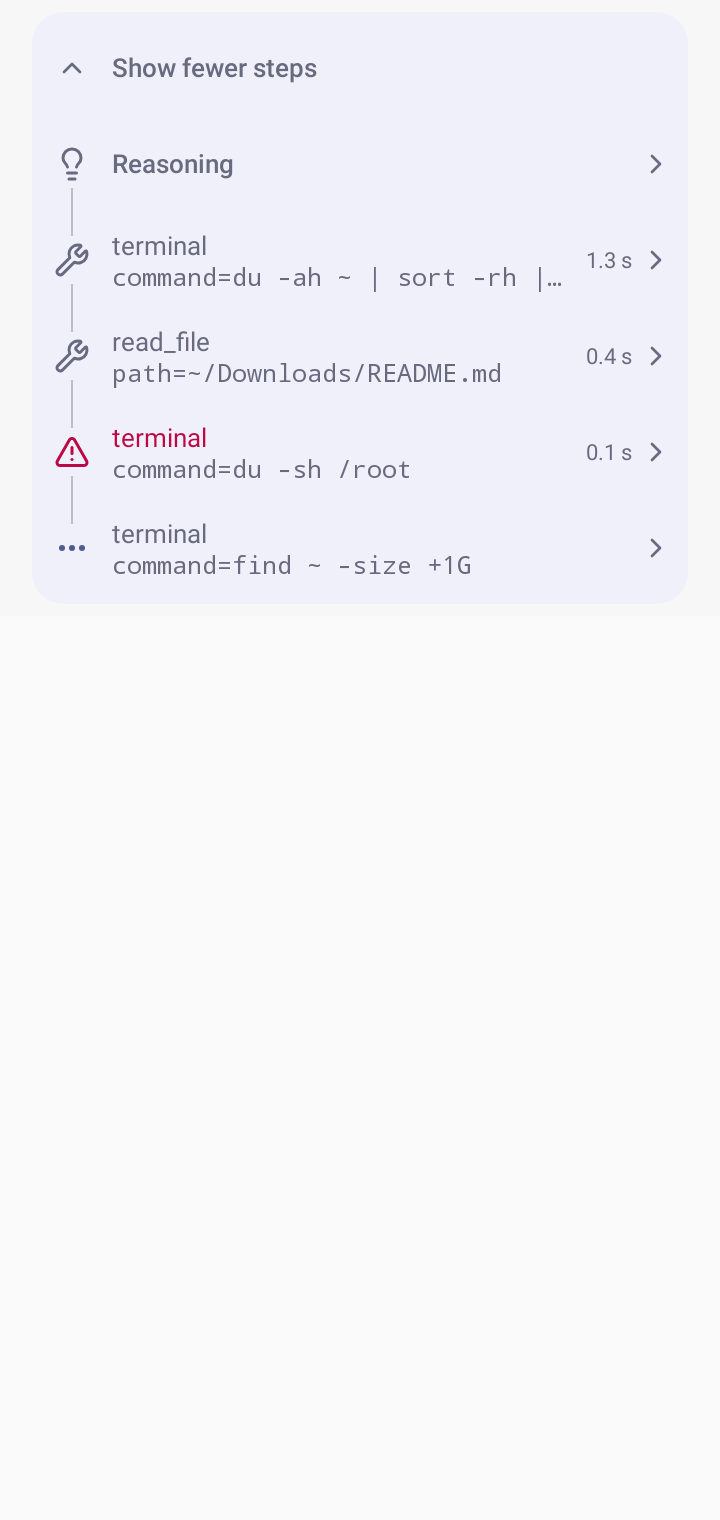 Show fewer steps
Reasoning
terminal
command=du -ah ~ | sort -rh |…
1.3 s
read_file
path=~/Downloads/README.md
0.4 s
terminal
command=du -sh /root
0.1 s
terminal
command=find ~ -size +1G